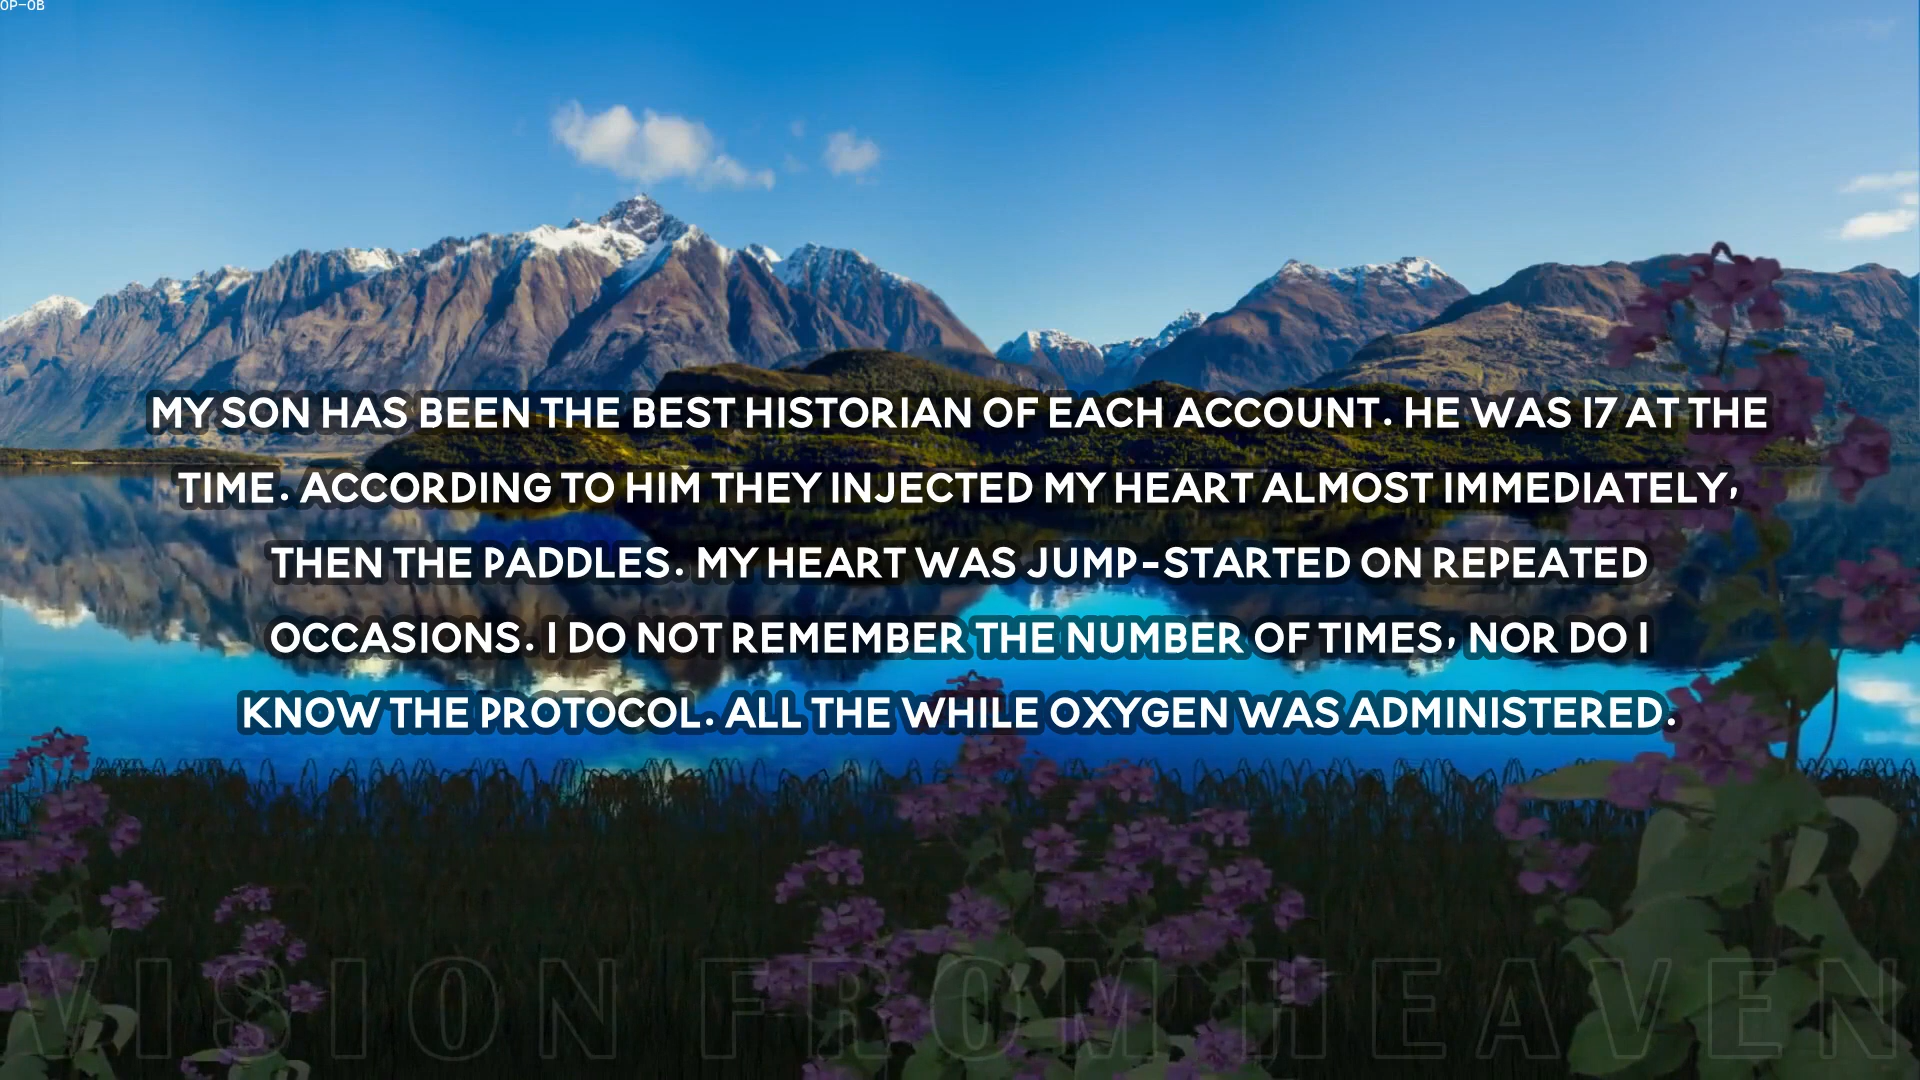 OP-OB
MY SON HAS BEEN THE BEST HISTORIAN OF EACH ACCOUNT. HE WAS 17 AT THE
TIME. ACCORDING TO HIM THEY INJECTED MY HEART ALMOST IMMEDIATELY,
THEN THE PADDLES. MY HEART WAS JUMP-STARTED ON REPEATED
OCCASIONS. I DO NOT REMEMBER THE NUMBER OF TIMES, NOR DO I
KNOW THE PROTOCOL. ALL THE WHILE OXYGEN WAS ADMINISTERED.
VISION FROM HEAVEN